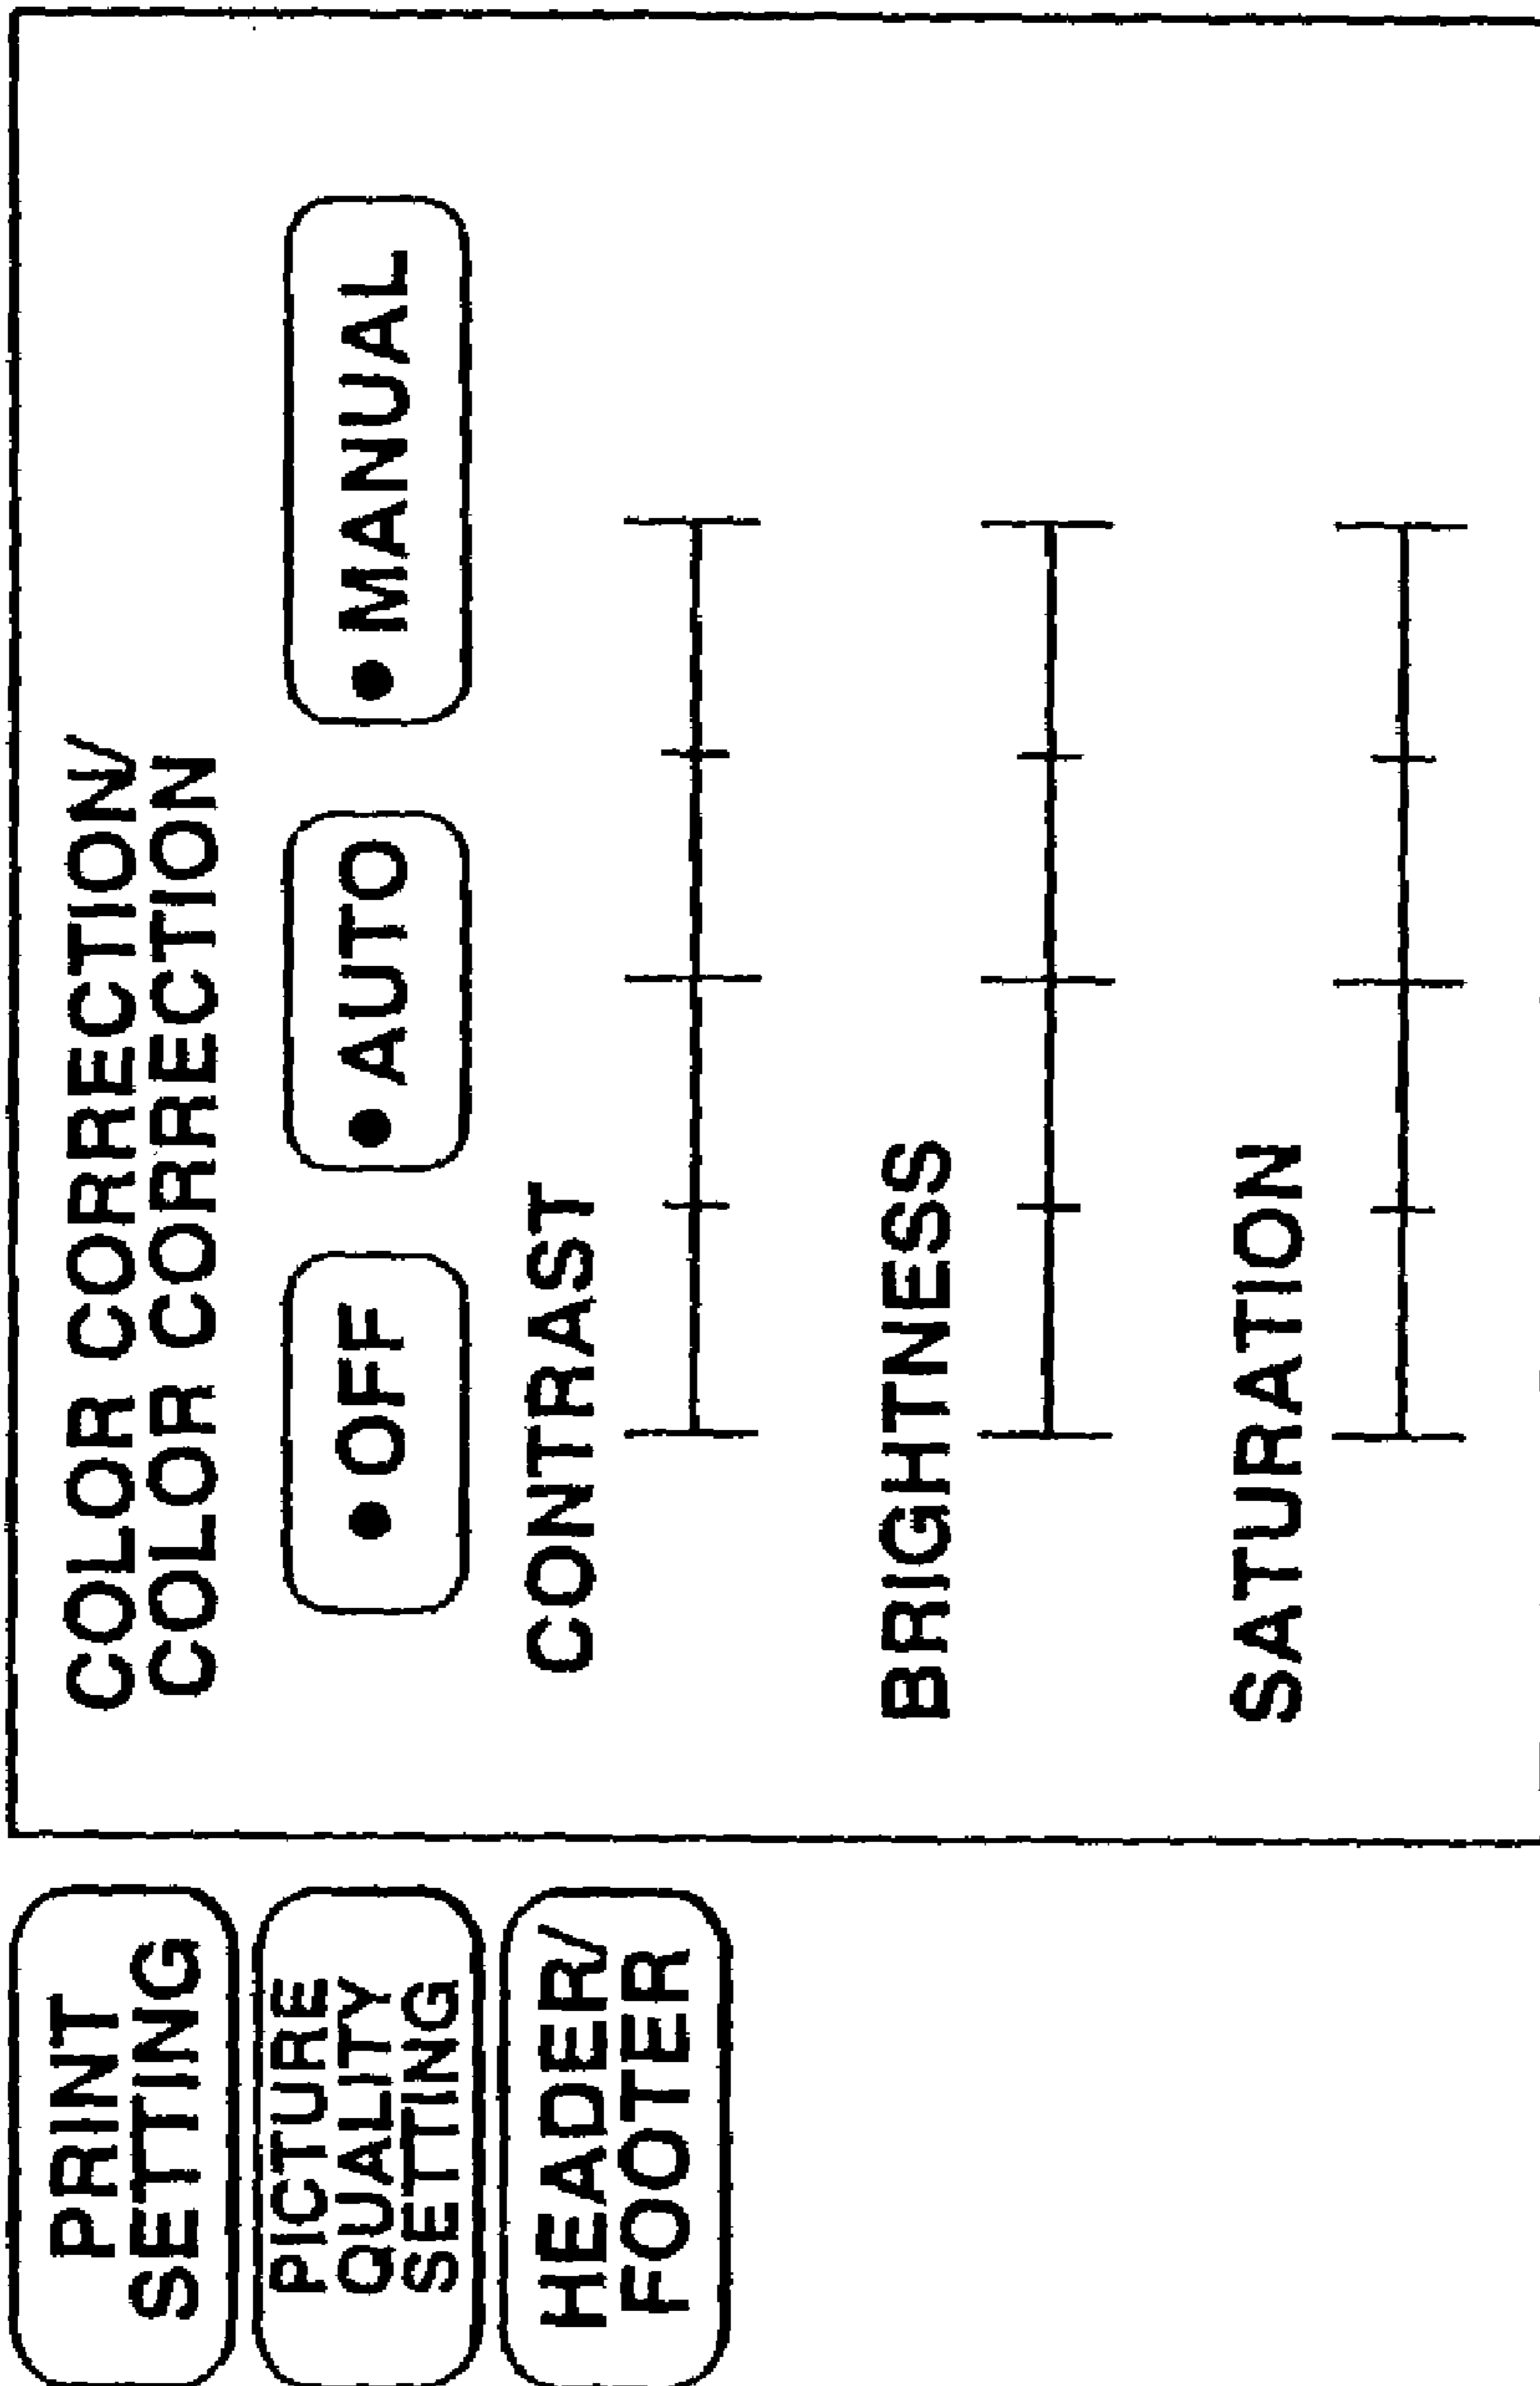 PRINT
SETTING
PICTURE
QUALITY
SETTING
HEADER/
FOOTER
COLOR CORRECTION/
COLOR CORRECTION
OFF
AUTO
MANUAL
CONTRAST
BRIGHTNESS
SATURATION